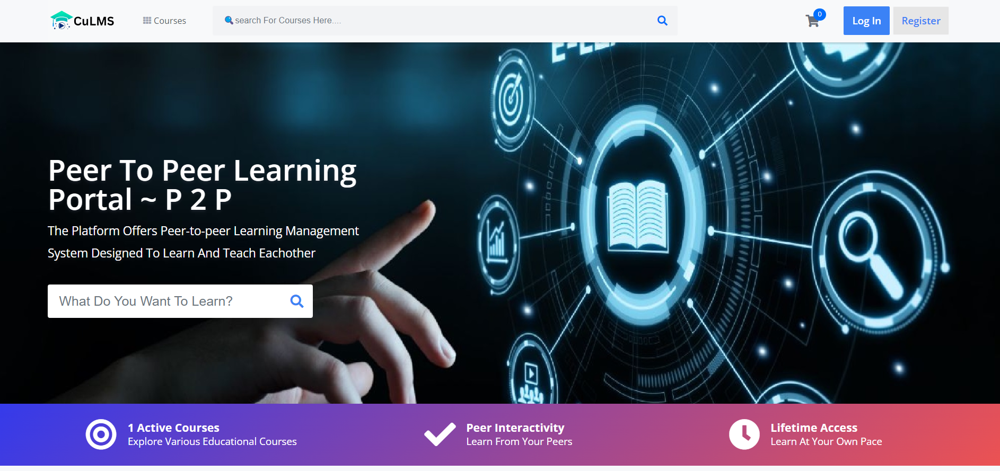 CuLMS
Courses
search For Courses Here....
0
Log In
Register
Peer To Peer Learning
Portal ~ P 2 P
The Platform Offers Peer-to-peer Learning Management
System Designed To Learn And Teach Eachother
What Do You Want To Learn?
1 Active Courses
Explore Various Educational Courses
Peer Interactivity
Learn From Your Peers
Lifetime Access
Learn At Your Own Pace